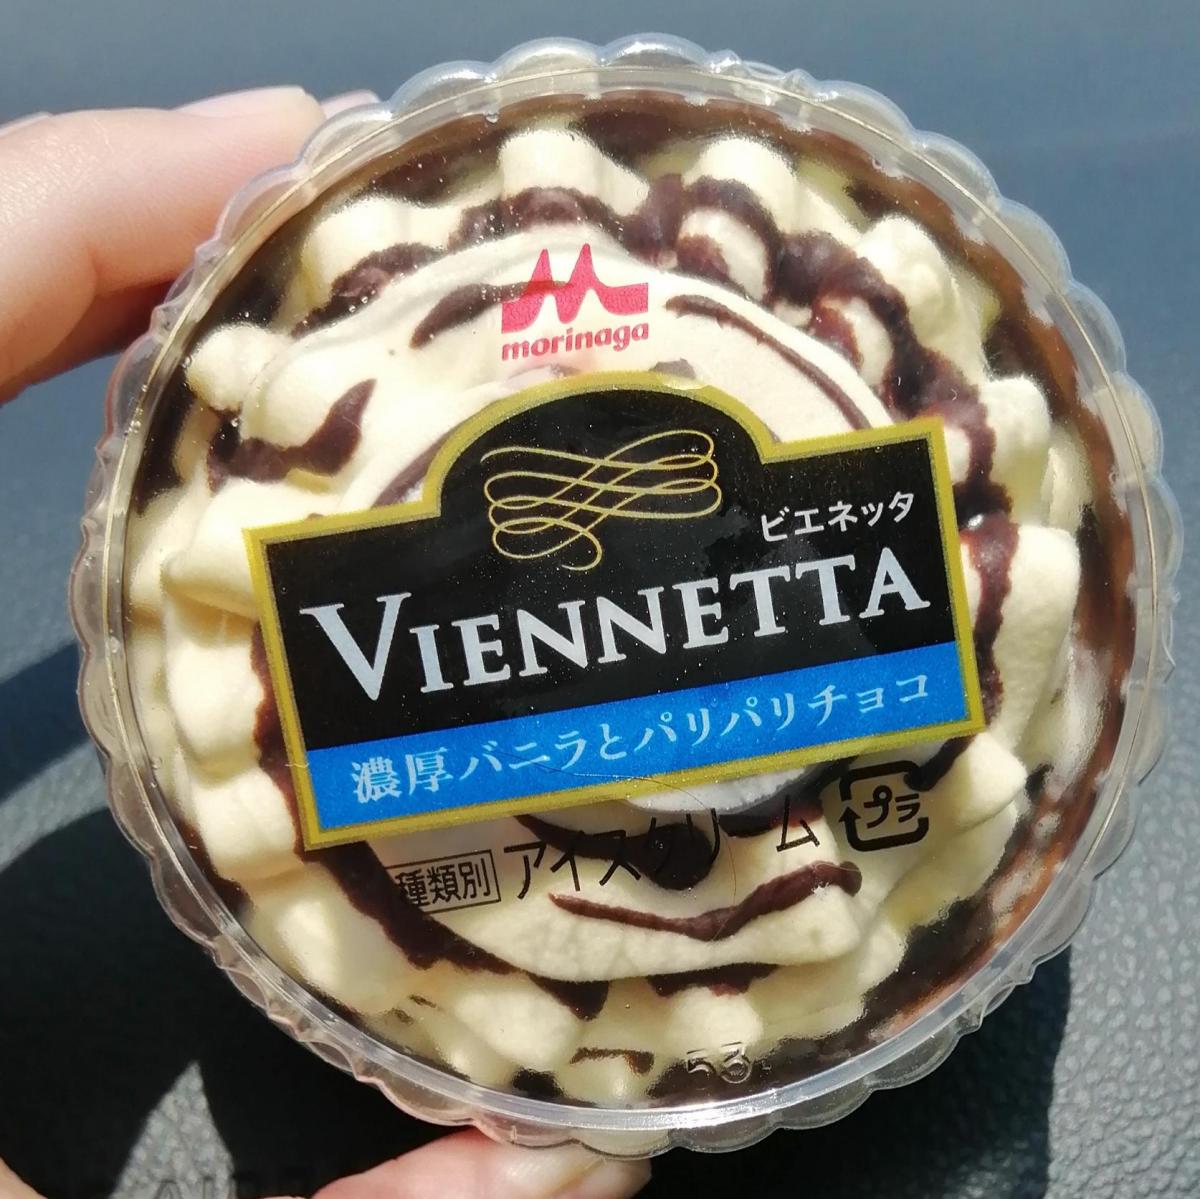 morinaga
ビエネッタ
VIENNETTA
濃厚バニラとパリパリチョコ
種類別 アイスクリーム
プラ
53